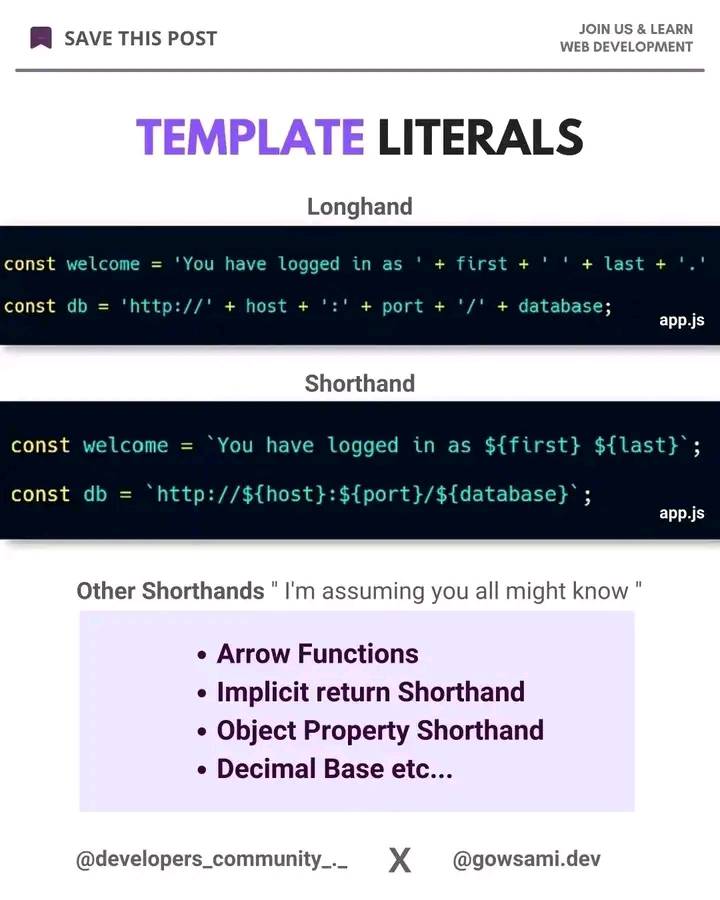 SAVE THIS POST
JOIN US & LEARN
WEB DEVELOPMENT
TEMPLATE LITERALS
Longhand
const welcome = 'You have logged in as ' + first + ' ' + last + '.'
const db = 'http://' + host + ':' + port + '/' + database;
app.js
Shorthand
const welcome = `You have logged in as ${first} ${last}`;
const db = `http://${host}:${port}/${database}`;
app.js
Other Shorthands " I'm assuming you all might know "
• Arrow Functions
• Implicit return Shorthand
• Object Property Shorthand
• Decimal Base etc...
@developers_community_._ X @gowsami.dev